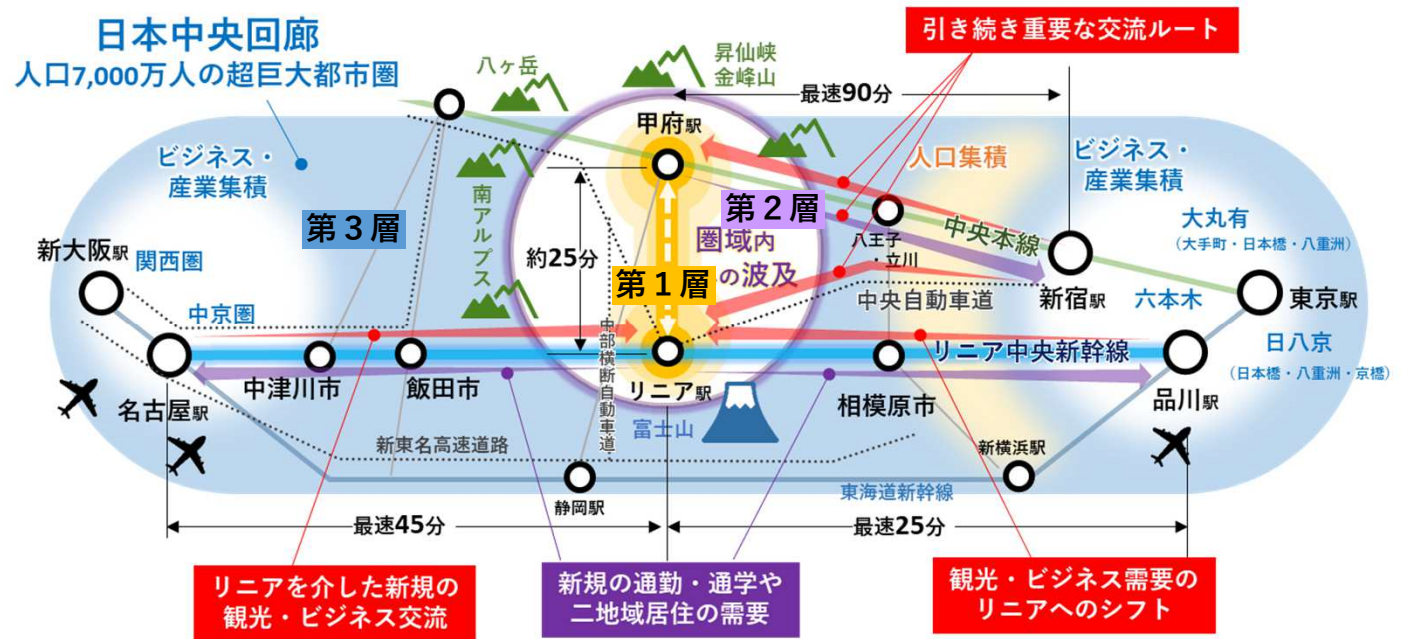 日本中央回廊
人口7,000万人の超巨大都市圏
引き続き重要な交流ルート
八ヶ岳
昇仙峡
金峰山
最速90分
甲府駅
ビジネス・
産業集積
人口集積
ビジネス・
産業集積
南アルプス
第3層
第2層
圏域内
の波及
第1層
約25分
八王子
・立川
中央本線
大丸有
(大手町・日本橋・八重洲)
新大阪駅
関西圏
中央自動車道
新宿駅
六本木
東京駅
中京圏
中部横断自動車道
リニア中央新幹線
日八京
(日本橋・八重洲・京橋)
名古屋駅
中津川市
飯田市
リニア駅
相模原市
品川駅
富士山
新東名高速道路
新横浜駅
静岡駅
東海道新幹線
最速45分
最速25分
リニアを介した新規の
観光・ビジネス交流
新規の通勤・通学や
二地域居住の需要
観光・ビジネス需要の
リニアへのシフト